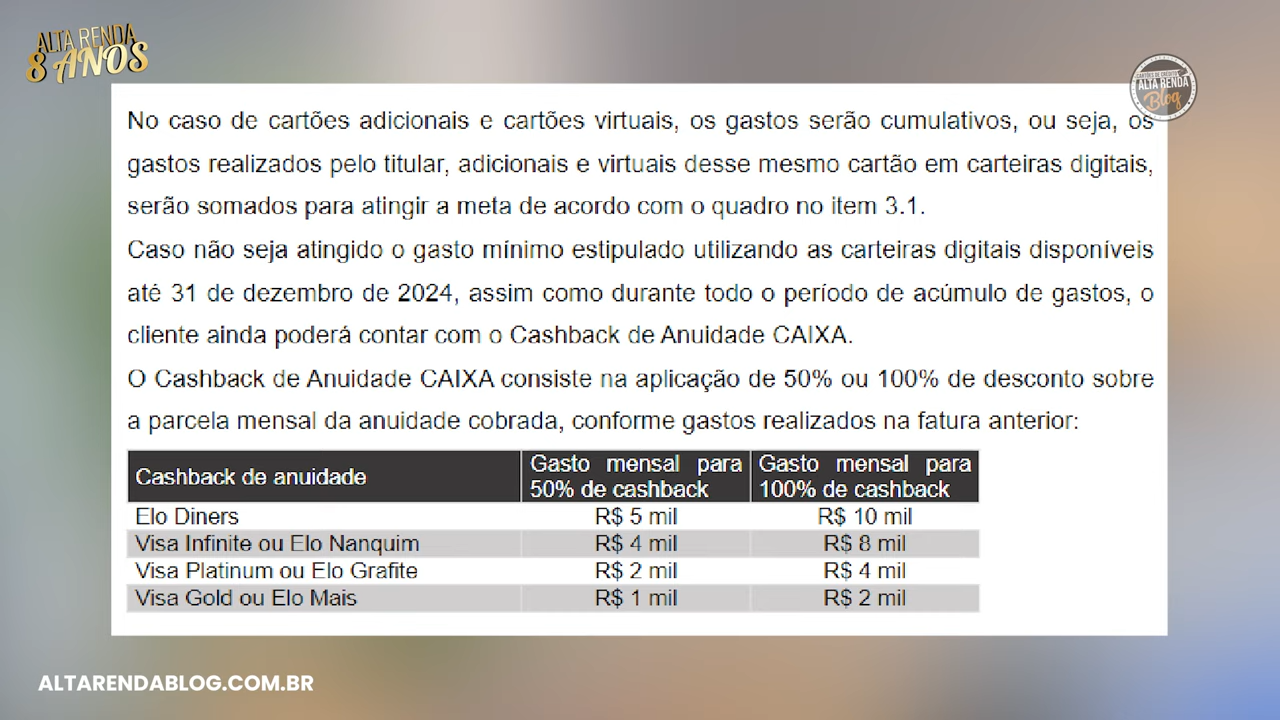 ALTA RENDA
8 ANOS
CARTÕES DE CRÉDITO
ALTA RENDA
Blog
No caso de cartões adicionais e cartões virtuais, os gastos serão cumulativos, ou seja, os
gastos realizados pelo titular, adicionais e virtuais desse mesmo cartão em carteiras digitais,
serão somados para atingir a meta de acordo com o quadro no item 3.1.
Caso não seja atingido o gasto mínimo estipulado utilizando as carteiras digitais disponíveis
até 31 de dezembro de 2024, assim como durante todo o período de acúmulo de gastos, o
cliente ainda poderá contar com o Cashback de Anuidade CAIXA.
O Cashback de Anuidade CAIXA consiste na aplicação de 50% ou 100% de desconto sobre
a parcela mensal da anuidade cobrada, conforme gastos realizados na fatura anterior:
Cashback de anuidade
Gasto mensal para
50% de cashback
Gasto mensal para
100% de cashback
Elo Diners R$ 5 mil R$ 10 mil
Visa Infinite ou Elo Nanquim R$ 4 mil R$ 8 mil
Visa Platinum ou Elo Grafite R$ 2 mil R$ 4 mil
Visa Gold ou Elo Mais R$ 1 mil R$ 2 mil
ALTARENDABLOG.COM.BR